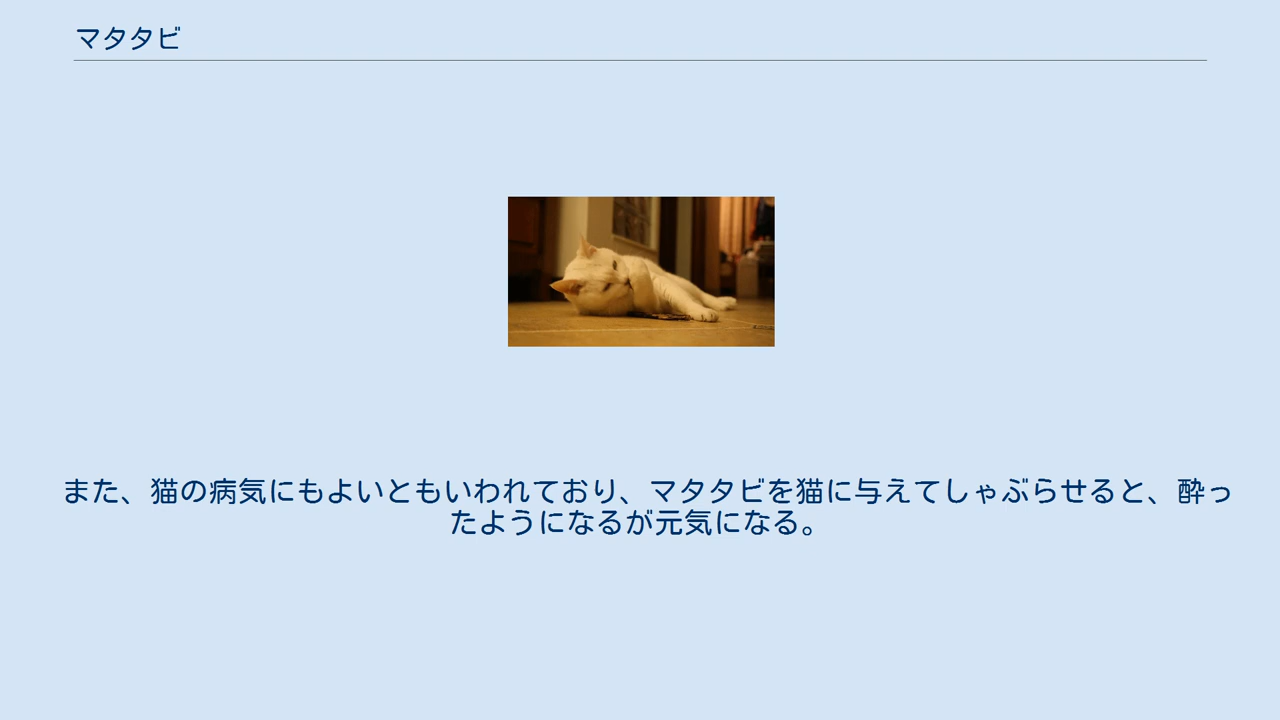 マタタビ
また、猫の病気にもよいともいわれており、マタタビを猫に与えてしゃぶらせると、酔っ
たようになるが元気になる。